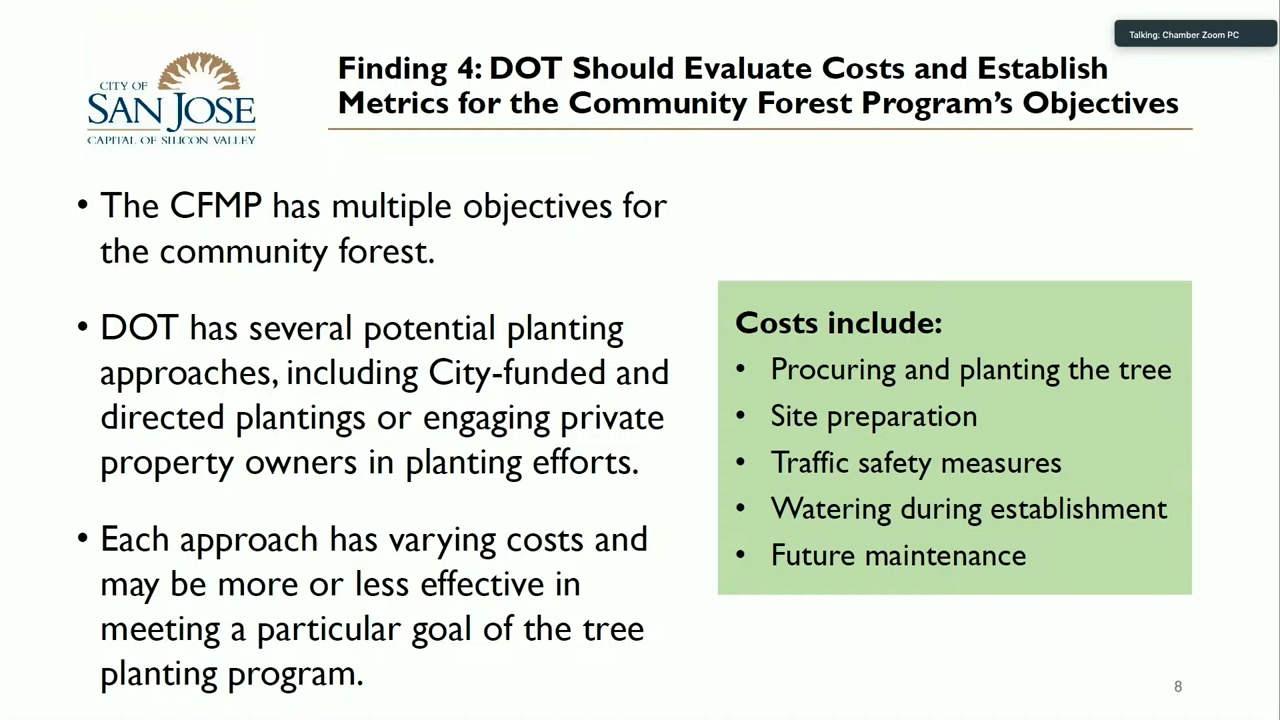 Talking: Chamber Zoom PC
CITY OF
SAN JOSE
CAPITAL OF SILICON VALLEY
Finding 4: DOT Should Evaluate Costs and Establish
Metrics for the Community Forest Program's Objectives
• The CFMP has multiple objectives for
the community forest.
• DOT has several potential planting
approaches, including City-funded and
directed plantings or engaging private
property owners in planting efforts.
• Each approach has varying costs and
may be more or less effective in
meeting a particular goal of the tree
planting program.
Costs include:
• Procuring and planting the tree
• Site preparation
• Traffic safety measures
• Watering during establishment
• Future maintenance
8